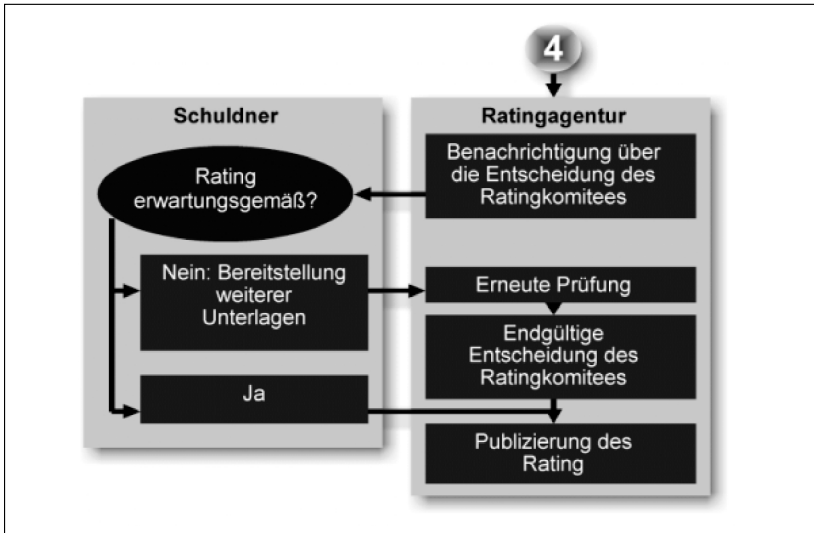 4
Schuldner
Ratingagentur
Benachrichtigung über
die Entscheidung des
Ratingkomitees
Rating
erwartungsgemäß?
Nein: Bereitstellung
weiterer
Unterlagen
Erneute Prüfung
Endgültige
Entscheidung des
Ratingkomitees
Ja
Publizierung des
Rating